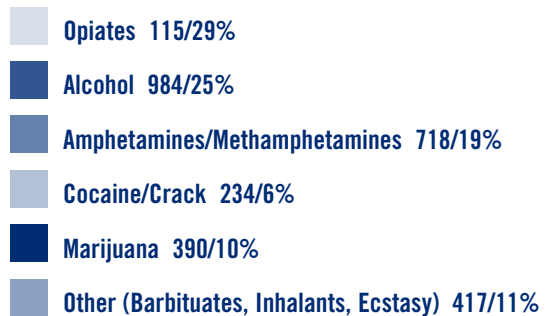 Opiates 115/29%
Alcohol 984/25%
Amphetamines/Methamphetamines 718/19%
Cocaine/Crack 234/6%
Marijuana 390/10%
Other (Barbituates, Inhalants, Ecstasy) 417/11%